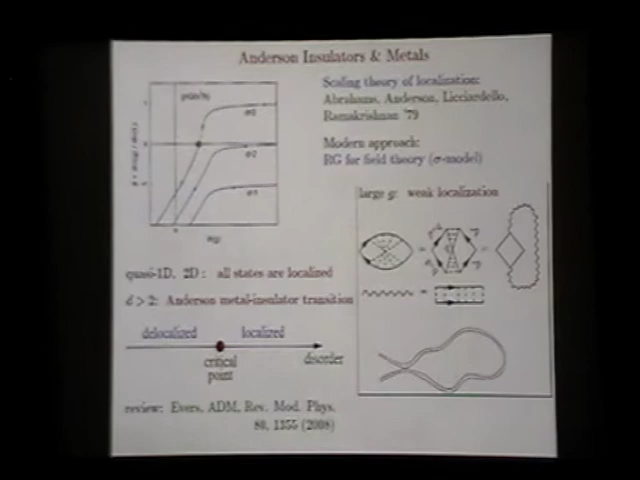 Anderson Insulators & Metals
Scaling theory of localization:
Abrahams, Anderson, Licciardello,
Ramakrishnan '79
Modern approach:
RG for field theory (σ-model)
large g: weak localization
quasi-1D, 2D : all states are localized
d > 2: Anderson metal-insulator transition
delocalized localized
critical
point
disorder
review: Evers, ADM, Rev. Mod. Phys.
80, 1355 (2008)